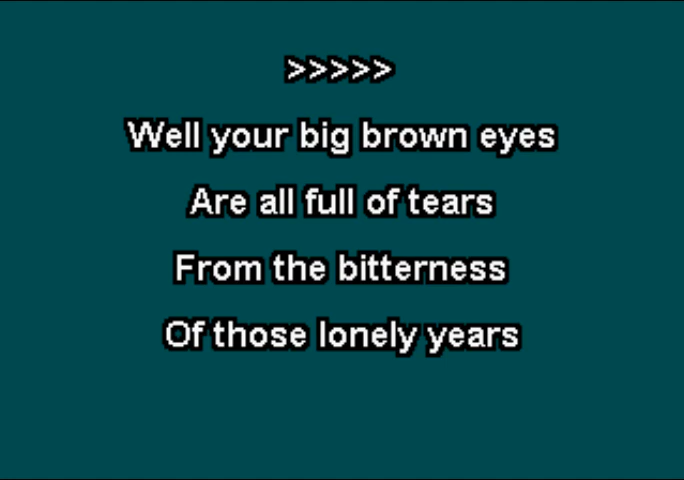 >>>>>
Well your big brown eyes
Are all full of tears
From the bitterness
Of those lonely years